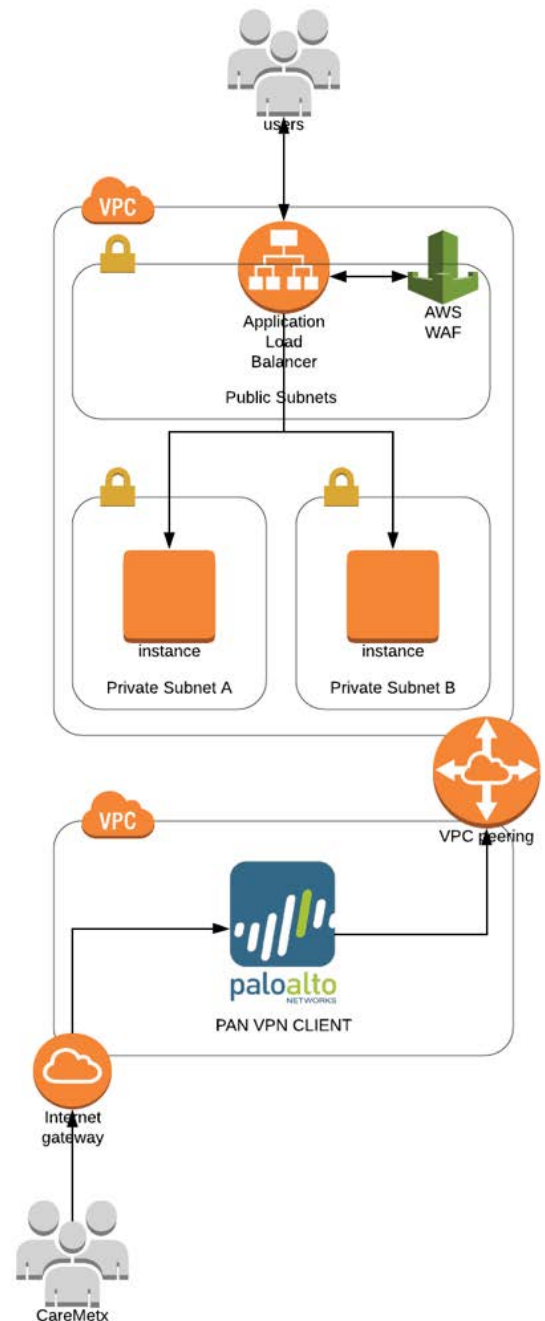 users
VPC
Application
Load
Balancer
AWS
WAF
Public Subnets
instance
instance
Private Subnet A
Private Subnet B
VPC peering
VPC
paloalto
NETWORKS
PAN VPN CLIENT
Internet
gateway
CareMetx